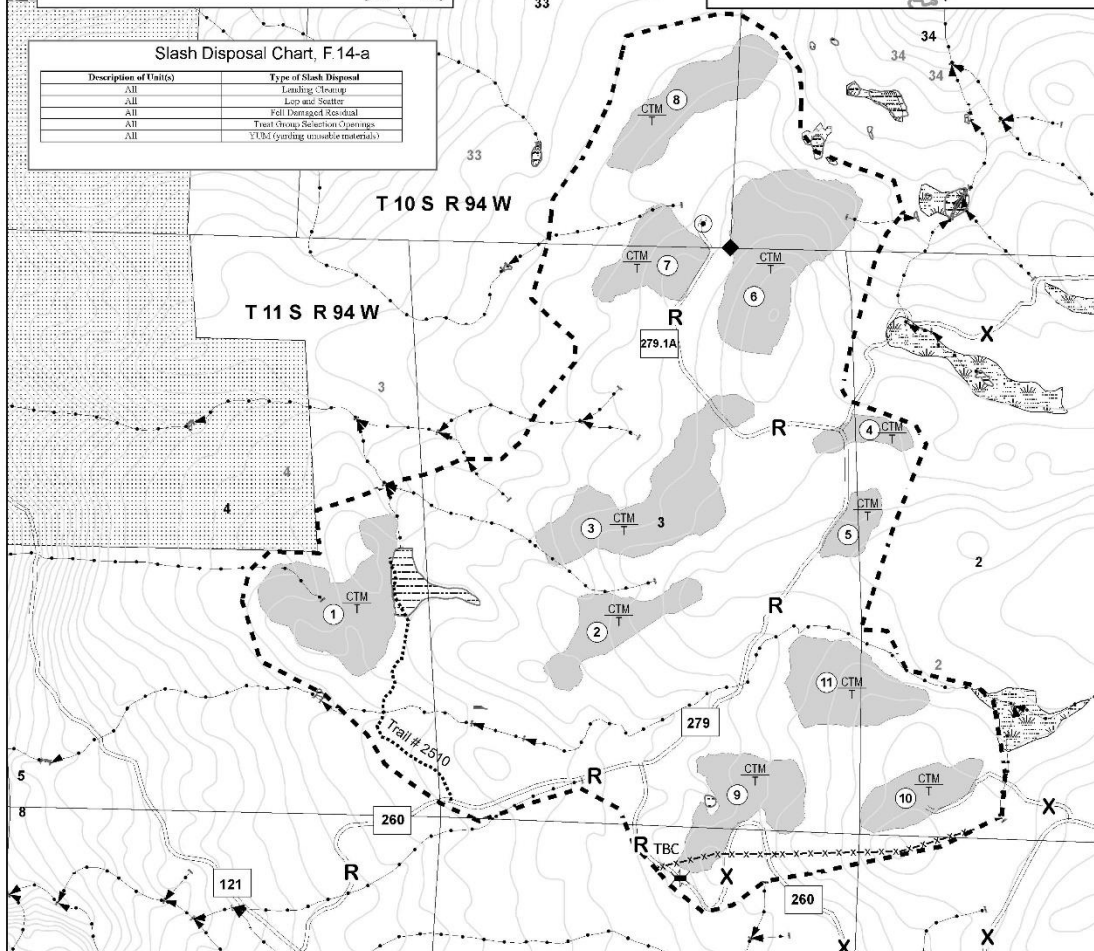 33
Slash Disposal Chart, F.14-a
Description of Unit(s) Type of Slash Disposal
All Landing Cleanup
All Lop and Scatter
All Fell Damaged Residual
All Treat Group Selection Openings
All YUM (yarding unusable materials)
34
34
34
33
CTM
T
8
T 10 S R 94 W
T 11 S R 94 W
CTM
T
7
CTM
T
6
R
279.1A
X
3
R
4
CTM
T
4
4
3
CTM
T
3
CTM
T
5
2
CTM
T
1
CTM
T
2
R
11
CTM
T
2
Trail # 2510
279
5
8
R
260
CTM
T
9
CTM
T
10
X
R
TBC
R
121
X
260
X
X